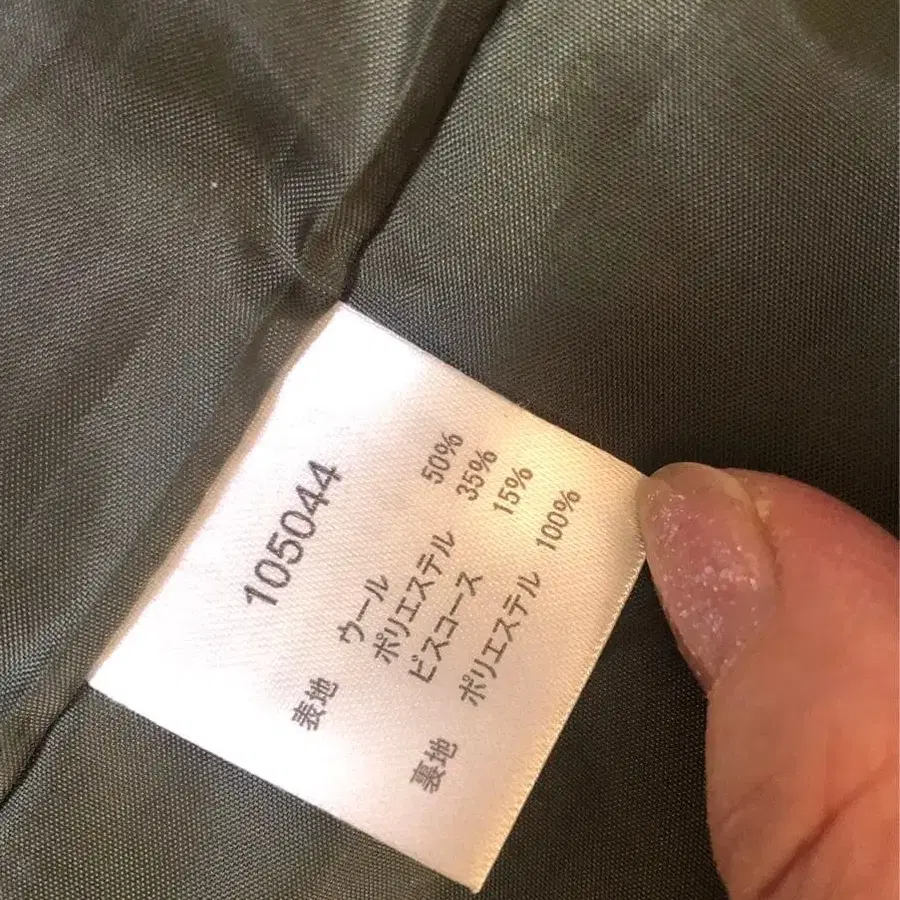 105044
表地 ウール 50%
ポリエステル 35%
ビスコース 15%
裏地 ポリエステル 100%